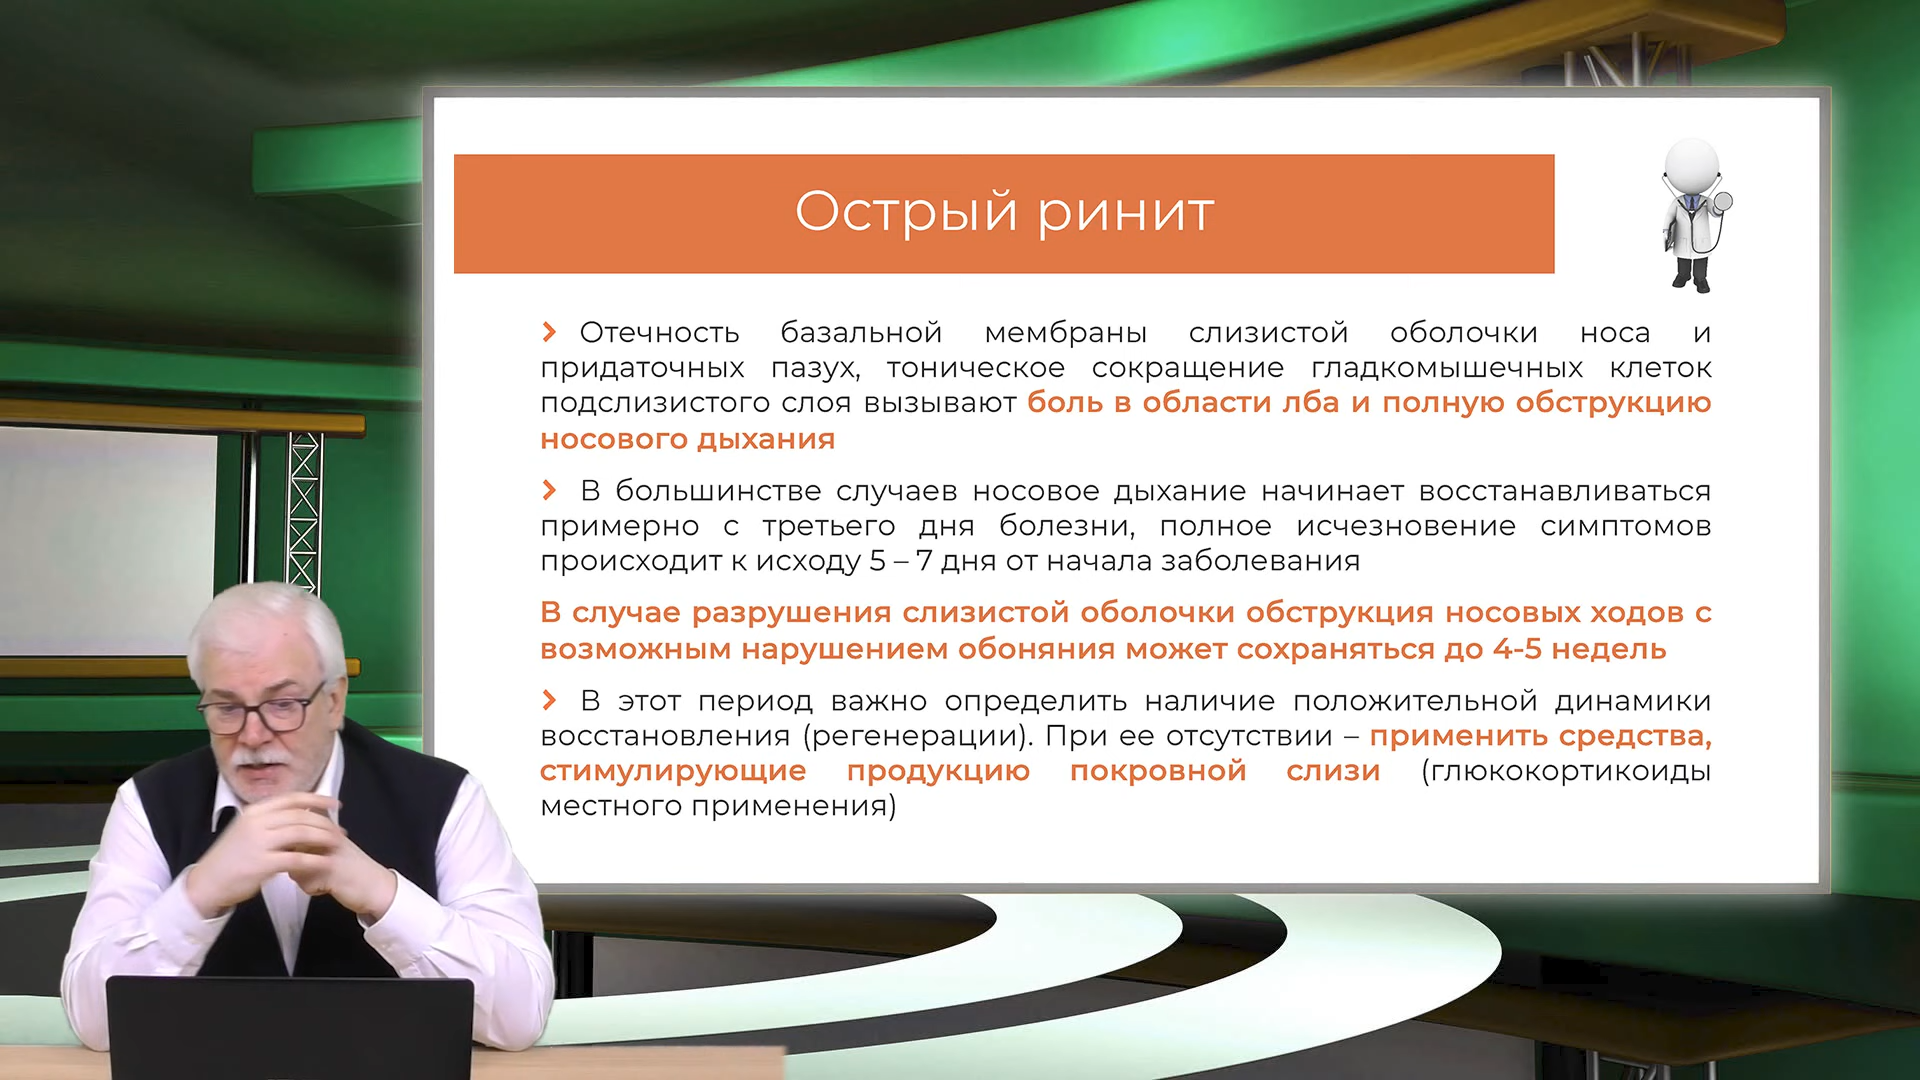 Острый ринит
Отечность базальной мембраны слизистой оболочки носа и
придаточных пазух, тоническое сокращение гладкомышечных клеток
подслизистого слоя вызывают боль в области лба и полную обструкцию
носового дыхания
В большинстве случаев носовое дыхание начинает восстанавливаться
примерно с третьего дня болезни, полное исчезновение симптомов
происходит к исходу 5 – 7 дня от начала заболевания
В случае разрушения слизистой оболочки обструкция носовых ходов с
возможным нарушением обоняния может сохраняться до 4-5 недель
В этот период важно определить наличие положительной динамики
восстановления (регенерации). При ее отсутствии – применить средства,
стимулирующие продукцию покровной слизи (глюкокортикоиды
местного применения)